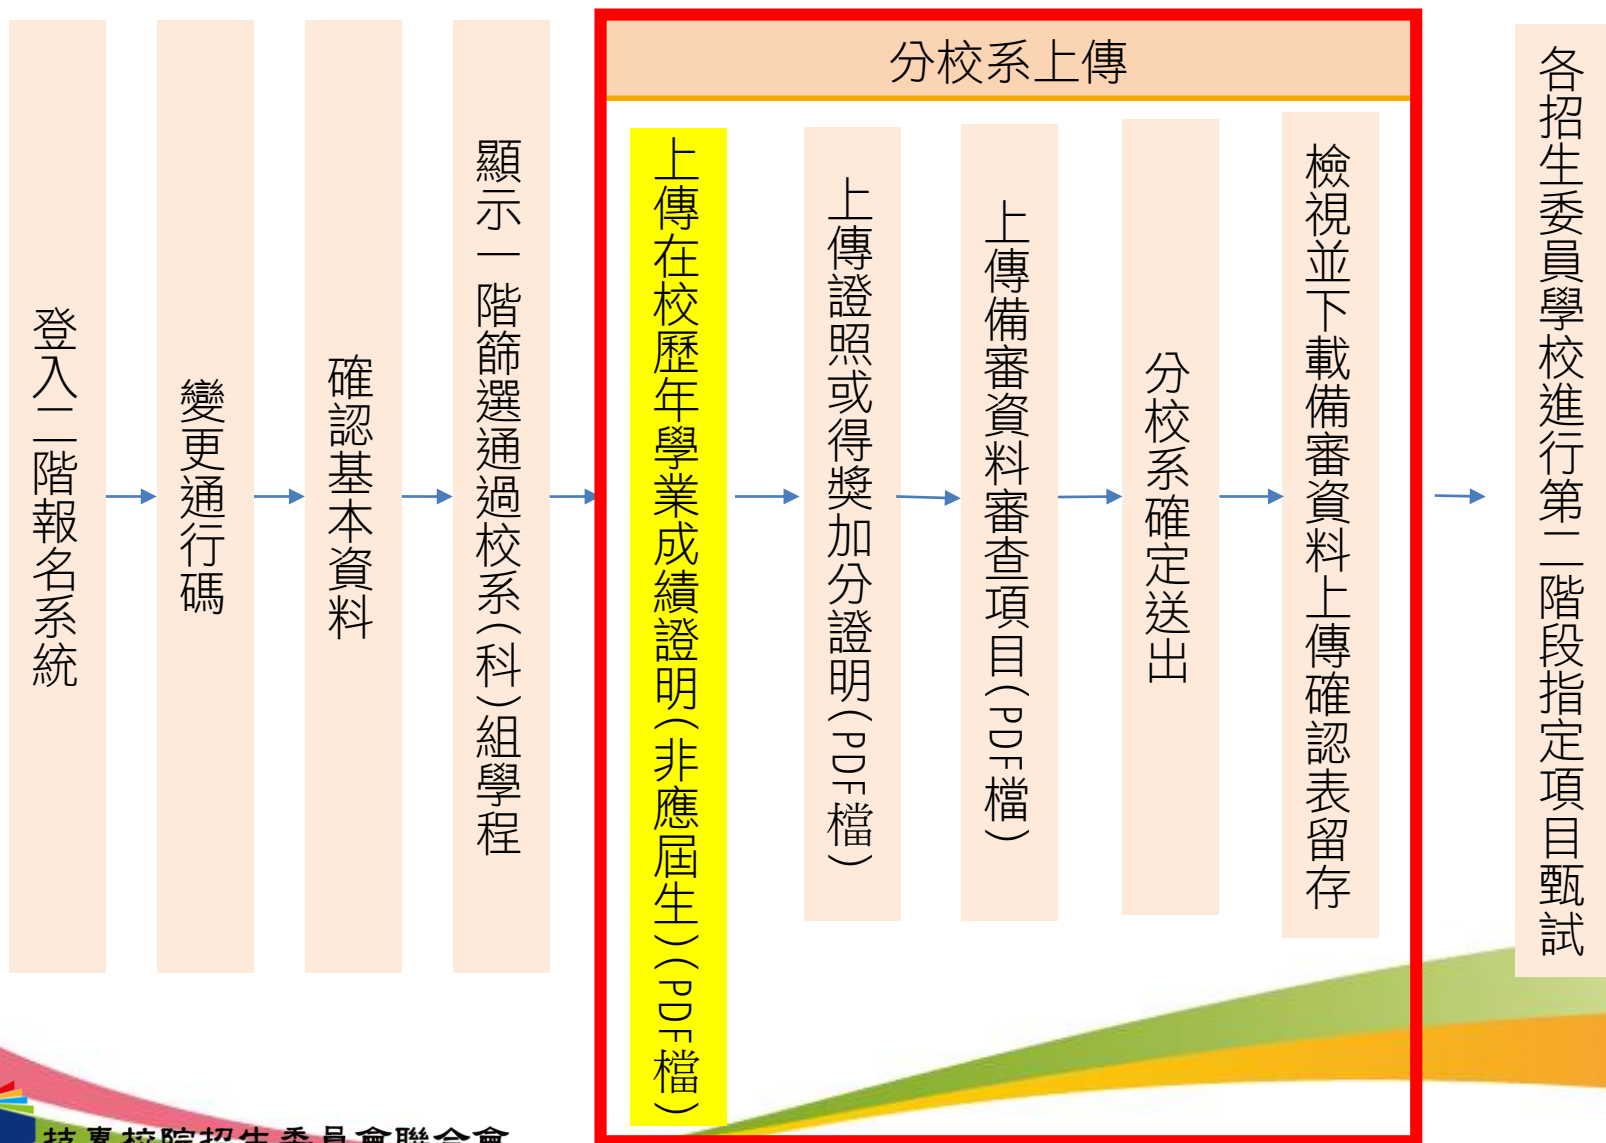 登入二階報名系統
變更通行碼
確認基本資料
顯示一階篩選通過校系(科)組學程
分校系上傳
上傳在校歷年學業成績證明(非應屆生)(PDF檔)
上傳證照或得獎加分證明(PDF檔)
上傳備審資料審查項目(PDF檔)
分校系確定送出
檢視並下載備審資料上傳確認表留存
各招生委員學校進行第二階段指定項目甄試
技專校院招生委員會聯合會